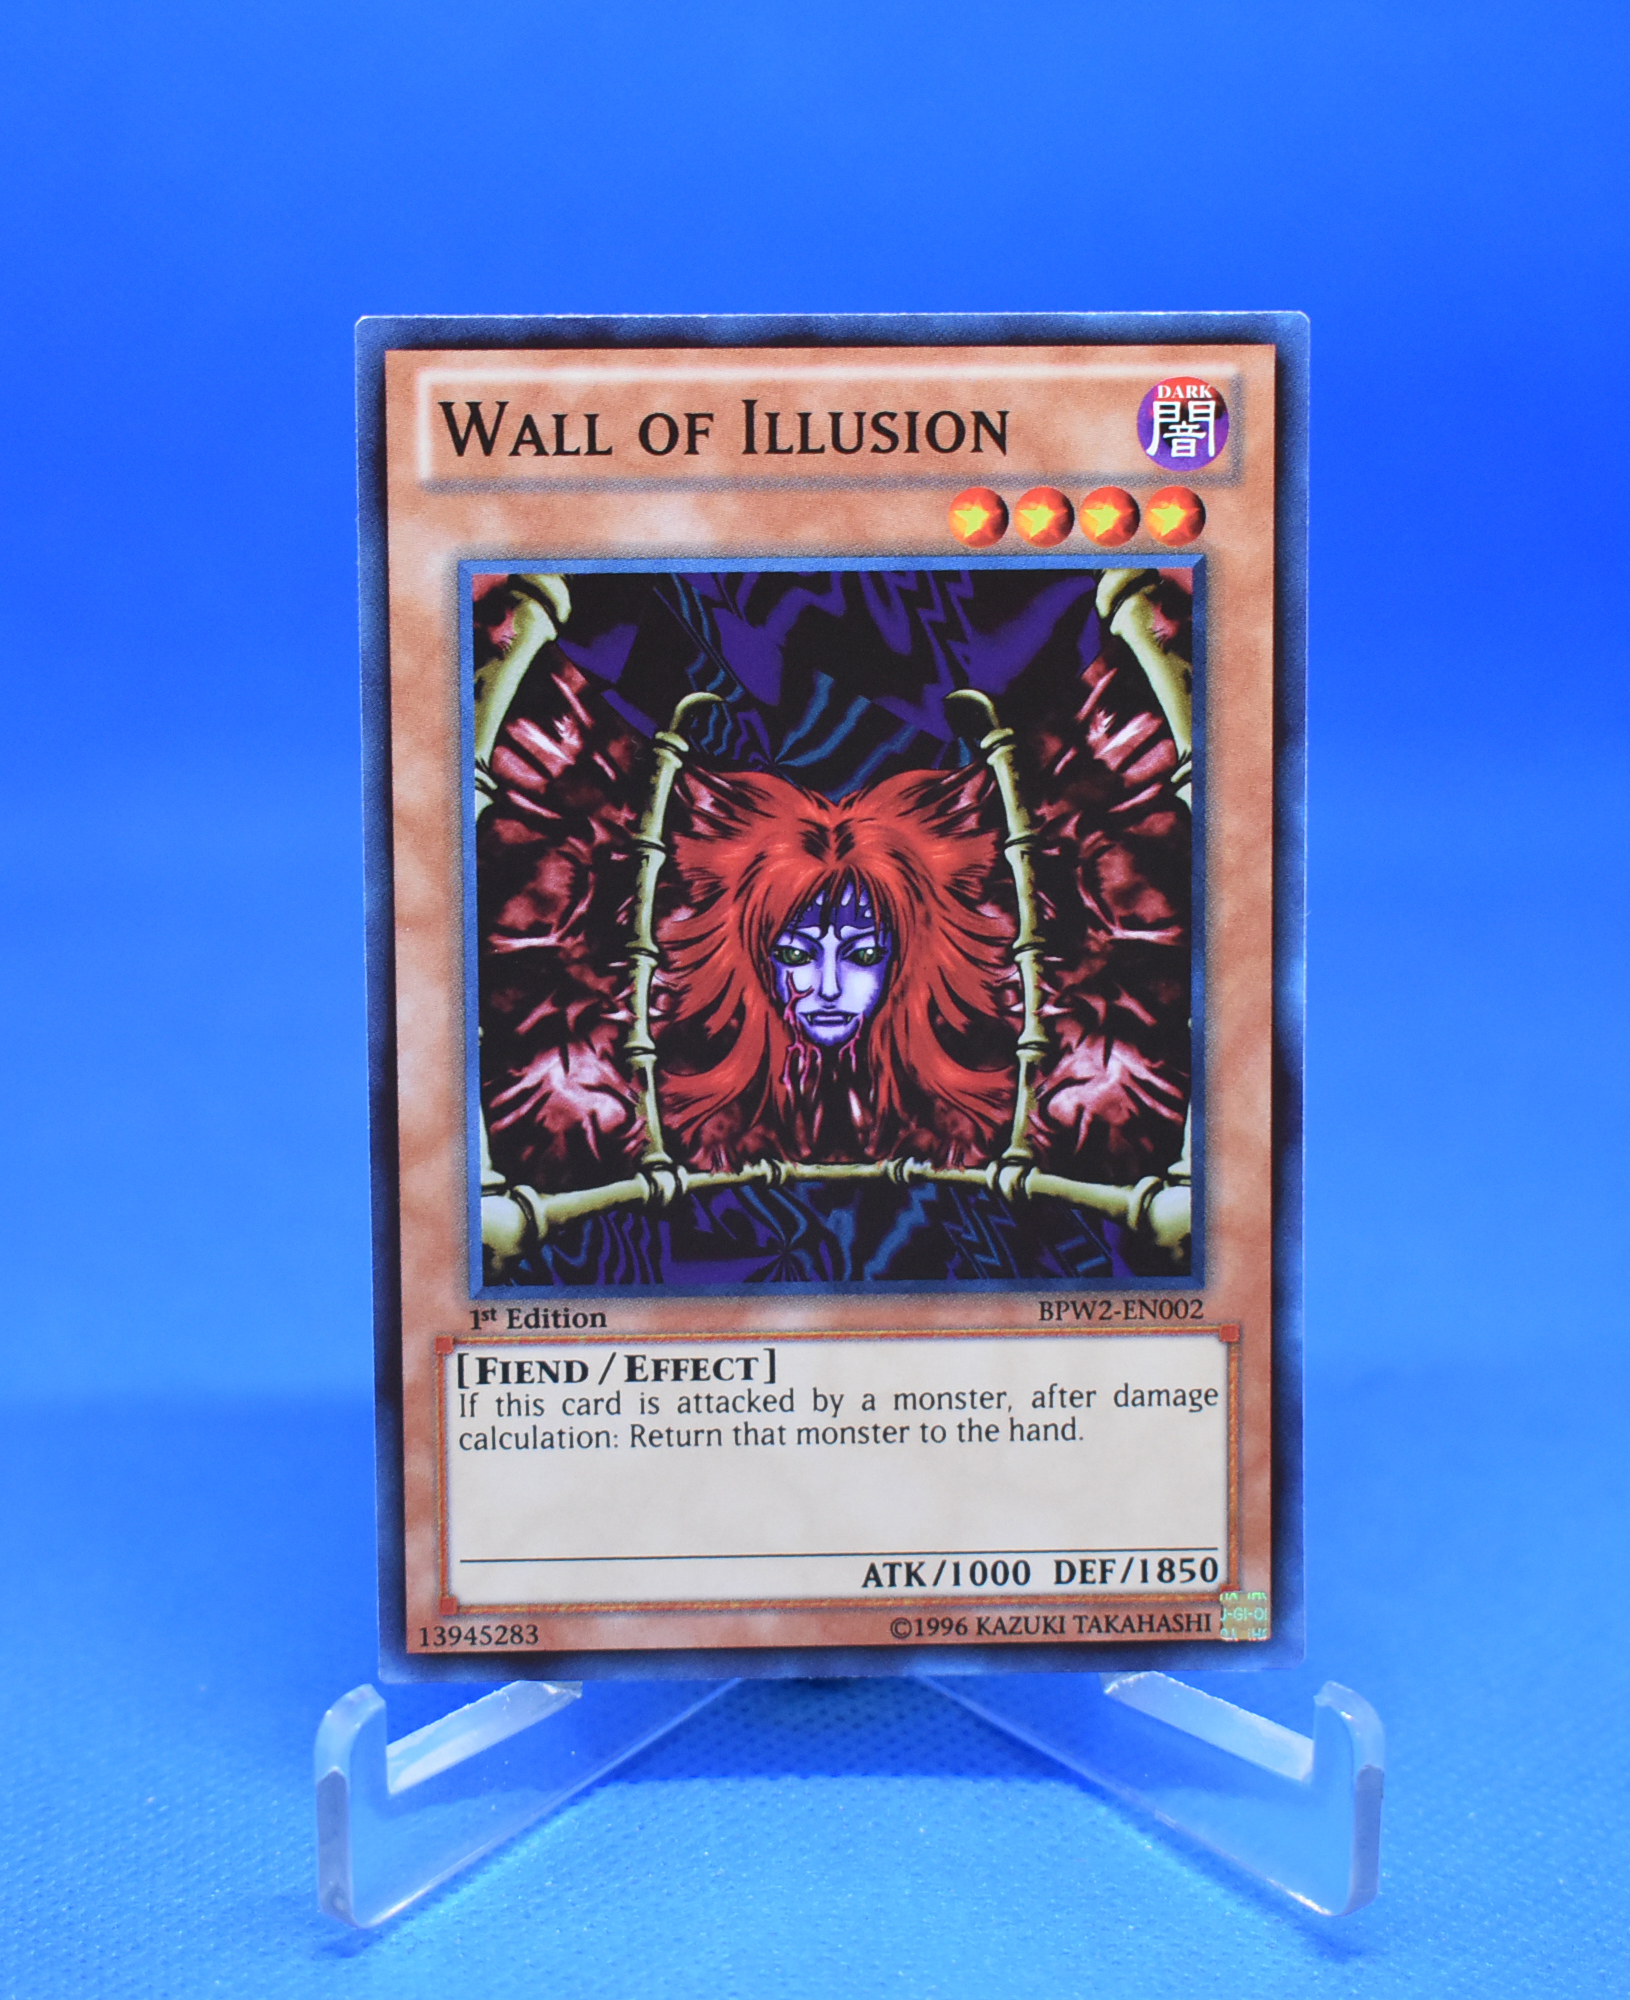 WALL OF ILLUSION
DARK
闇
1st Edition
BPW2-EN002
[FIEND / EFFECT]
If this card is attacked by a monster, after damage
calculation: Return that monster to the hand.
ATK/1000 DEF/1850
13945283
©1996 KAZUKI TAKAHASHI